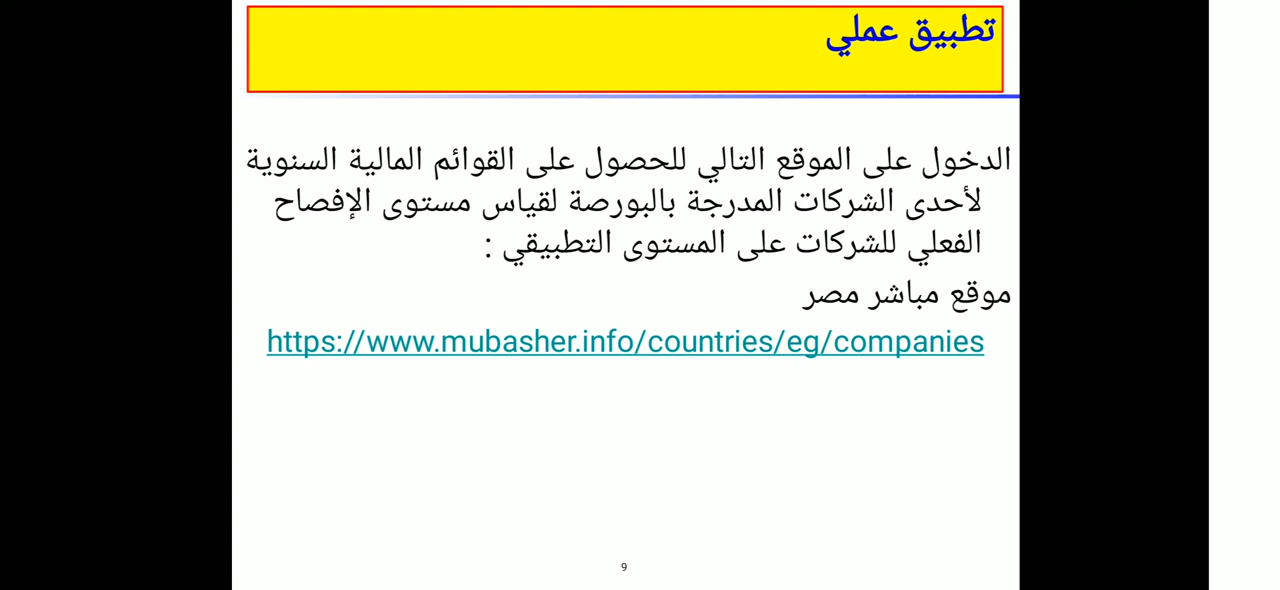 تطبيق عملي
الدخول على الموقع التالي للحصول على القوائم المالية السنوية
لأحدى الشركات المدرجة بالبورصة لقياس مستوى الإفصاح
الفعلي للشركات على المستوى التطبيقي :
موقع مباشر مصر
https://www.mubasher.info/countries/eg/companies
9